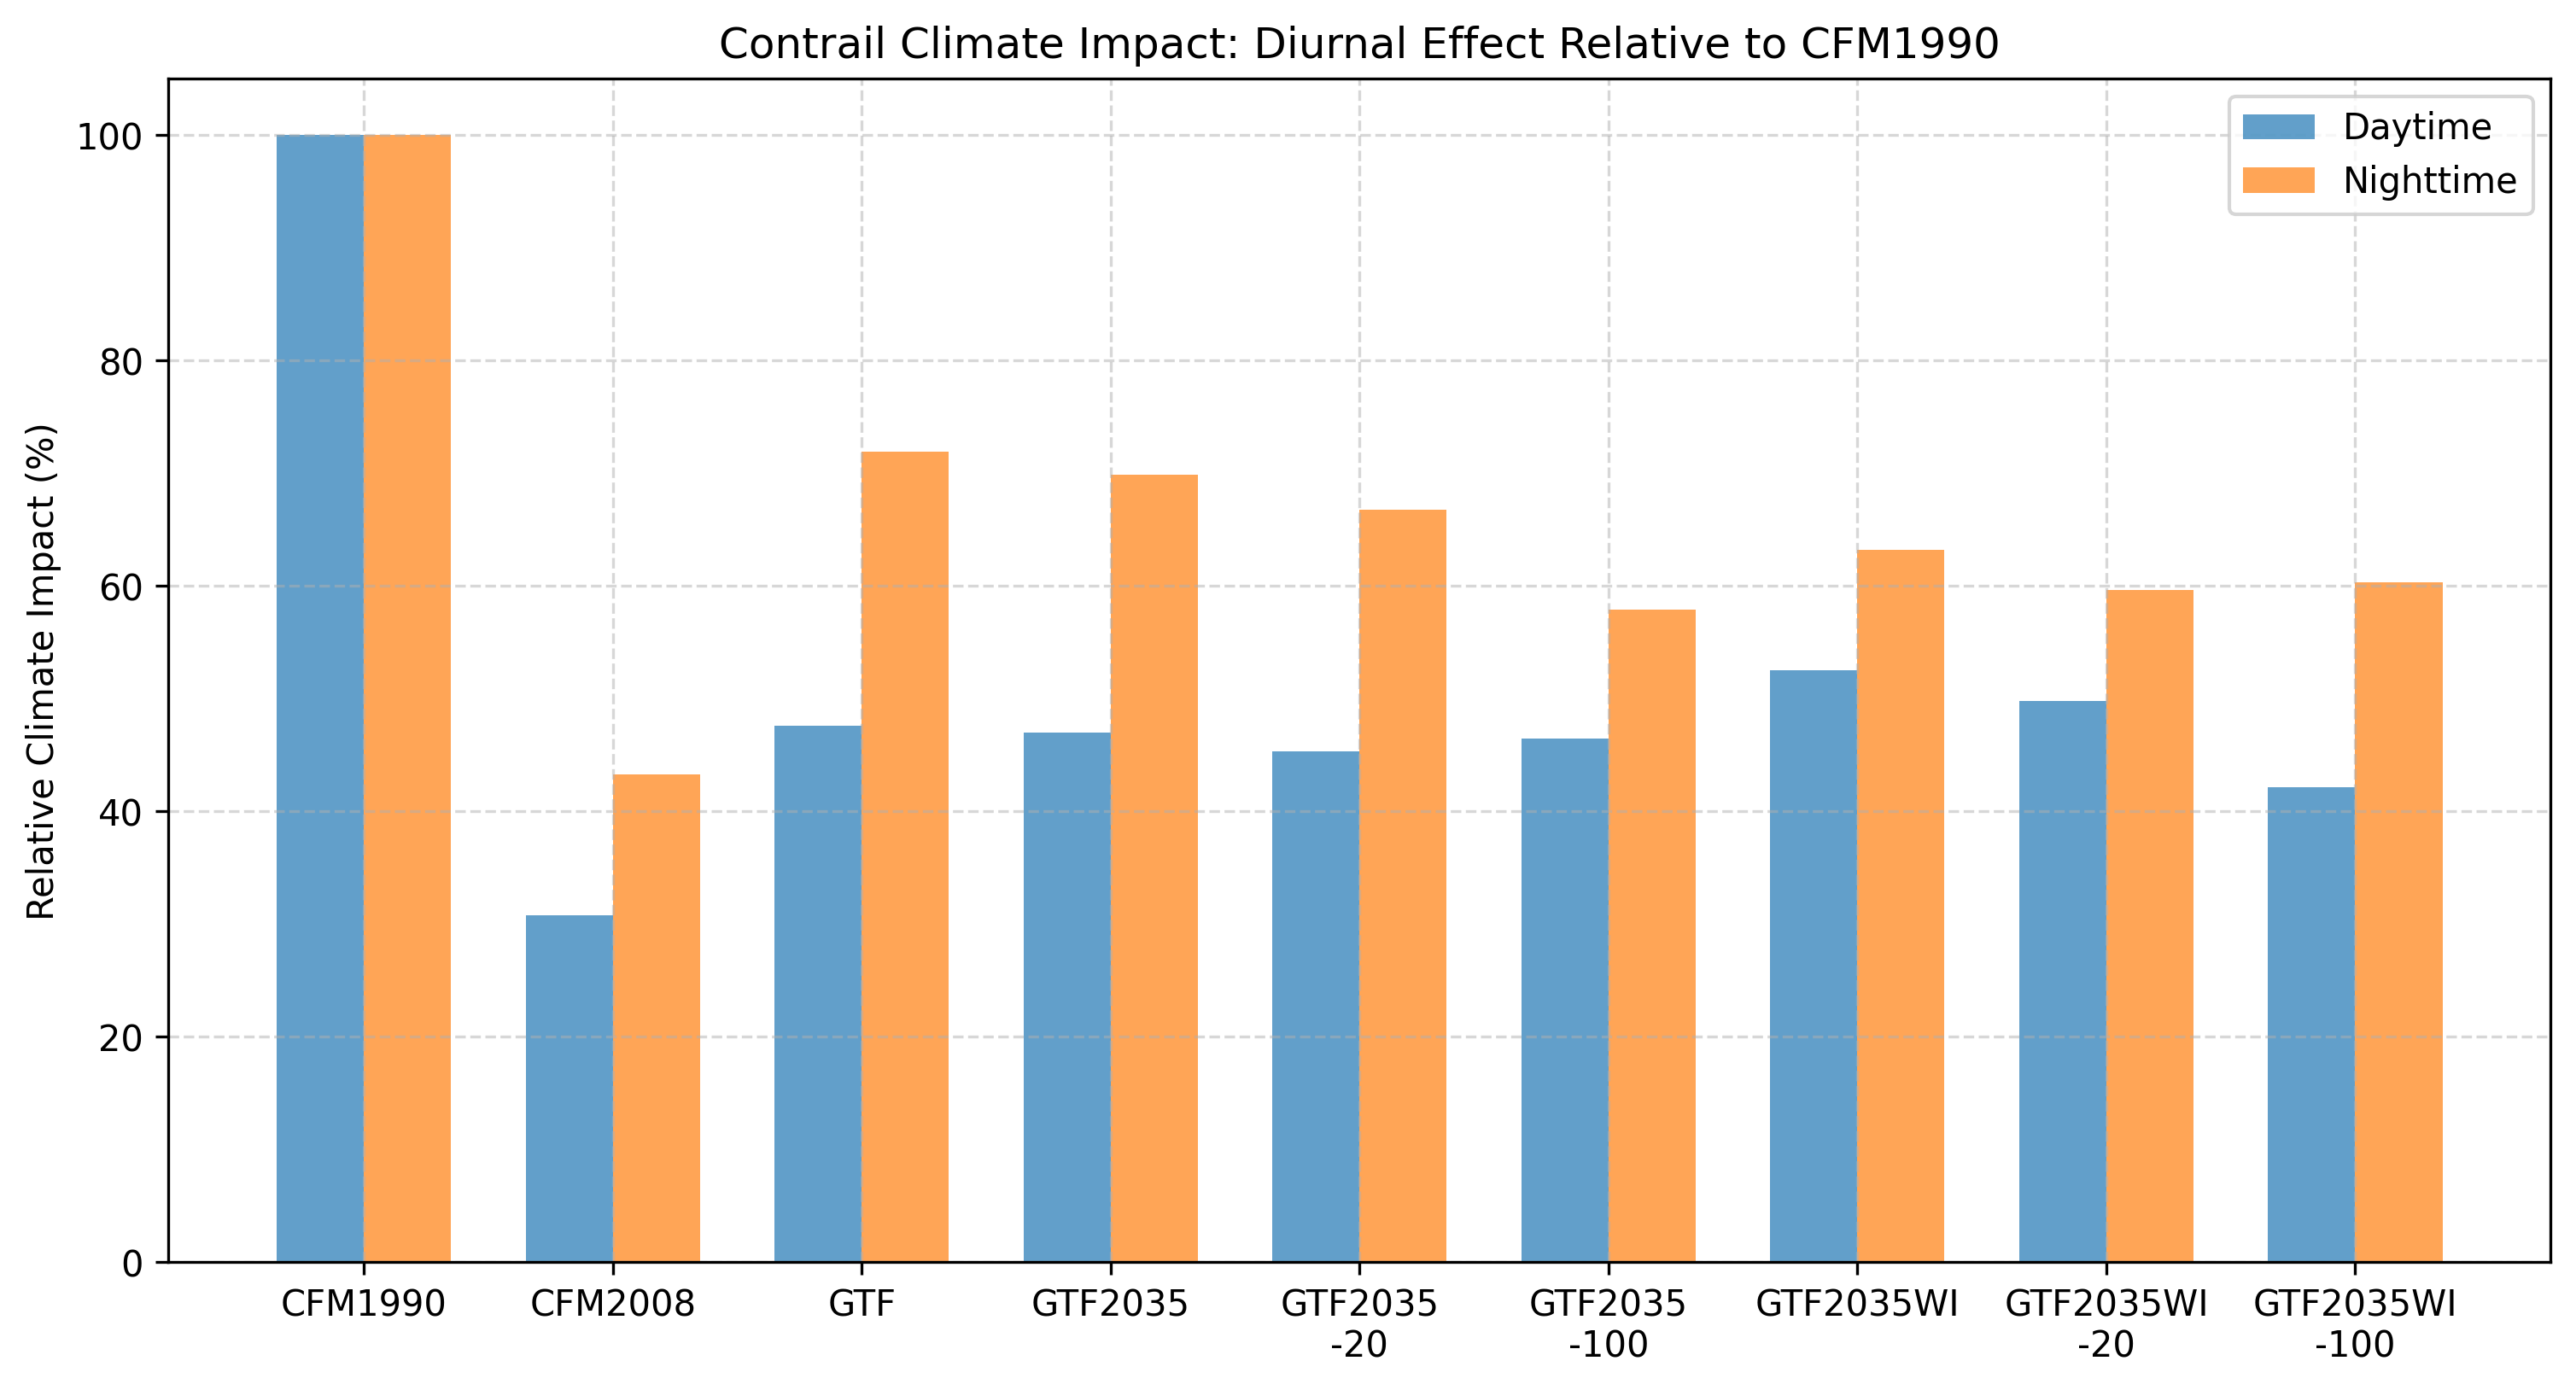 Contrail Climate Impact: Diurnal Effect Relative to CFM1990
Daytime
Nighttime
Relative Climate Impact (%)
100
80
60
40
20
0
CFM1990
CFM2008
GTF
GTF2035
GTF2035
-20
GTF2035
-100
GTF2035WI
GTF2035WI
-20
GTF2035WI
-100